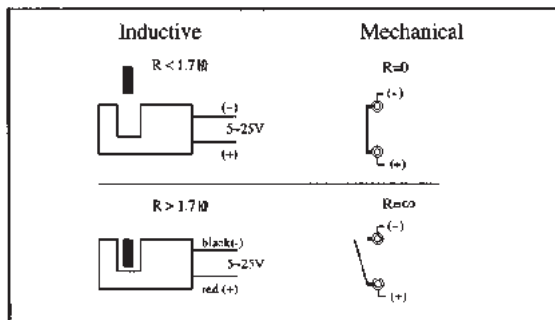 Inductive
Mechanical
R < 1.7
R=0
(-)
5-25V
(+)
(-)
(+)
R > 1.7
R=∞
black(-)
5-25V
red (+)
(-)
(+)